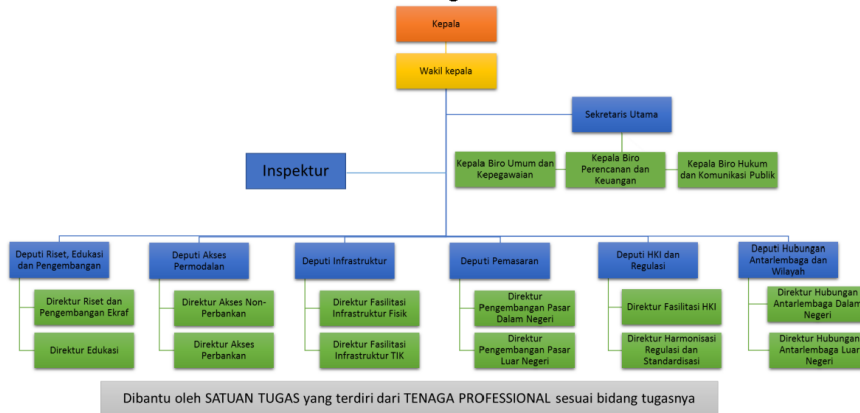 Kepala
Wakil kepala
Sekretaris Utama
Inspektur
Kepala Biro Umum dan
Kepegawaian
Kepala Biro
Perencanan dan
Keuangan
Kepala Biro Hukum
dan Komunikasi Publik
Deputi Riset, Edukasi
dan Pengembangan
Deputi Akses
Permodalan
Deputi Infrastruktur
Deputi Pemasaran
Deputi HKI dan
Regulasi
Deputi Hubungan
Antarlembaga dan
Wilayah
Direktur Riset dan
Pengembangan Ekraf
Direktur Akses Non-
Perbankan
Direktur Fasilitasi
Infrastruktur Fisik
Direktur
Pengembangan Pasar
Dalam Negeri
Direktur Fasilitasi HKI
Direktur Hubungan
Antarlembaga Dalam
Negeri
Direktur Edukasi
Direktur Akses
Perbankan
Direktur Fasilitasi
Infrastruktur TIK
Direktur
Pengembangan Pasar
Luar Negeri
Direktur Harmonisasi
Regulasi dan
Standardisasi
Direktur Hubungan
Antarlembaga Luar
Negeri
Dibantu oleh SATUAN TUGAS yang terdiri dari TENAGA PROFESSIONAL sesuai bidang tugasnya